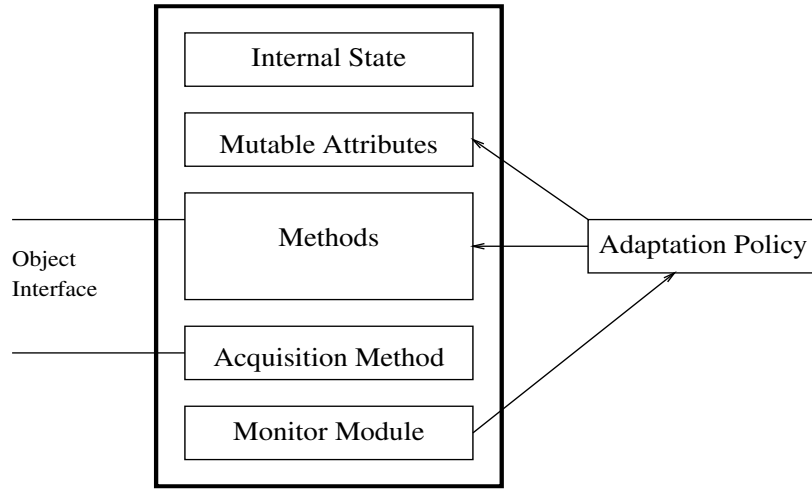 Internal State
Mutable Attributes
Methods
Adaptation Policy
Object
Interface
Acquisition Method
Monitor Module